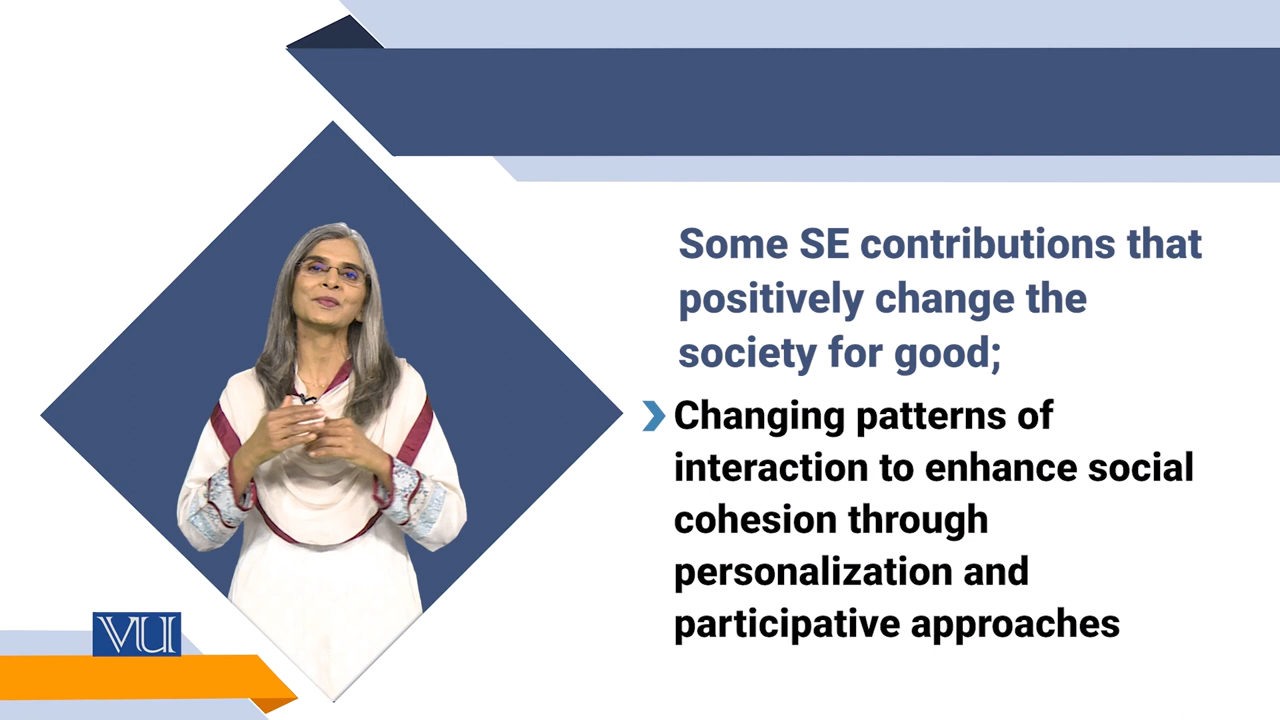 Some SE contributions that
positively change the
society for good;
Changing patterns of
interaction to enhance social
cohesion through
personalization and
participative approaches
VU